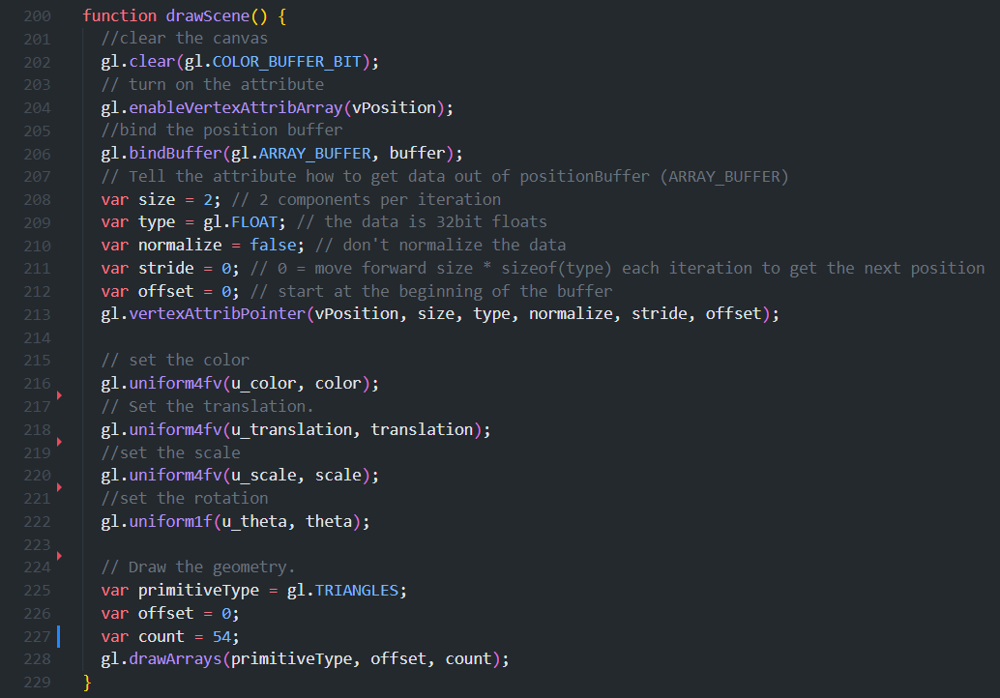 200 function drawScene() {
201 //clear the canvas
202 gl.clear(gl.COLOR_BUFFER_BIT);
203 // turn on the attribute
204 gl.enableVertexAttribArray(vPosition);
205 //bind the position buffer
206 gl.bindBuffer(gl.ARRAY_BUFFER, buffer);
207 // Tell the attribute how to get data out of positionBuffer (ARRAY_BUFFER)
208 var size = 2; // 2 components per iteration
209 var type = gl.FLOAT; // the data is 32bit floats
210 var normalize = false; // don't normalize the data
211 var stride = 0; // 0 = move forward size * sizeof(type) each iteration to get the next position
212 var offset = 0; // start at the beginning of the buffer
213 gl.vertexAttribPointer(vPosition, size, type, normalize, stride, offset);
214
215 // set the color
216 gl.uniform4fv(u_color, color);
217 // Set the translation.
218 gl.uniform4fv(u_translation, translation);
219 //set the scale
220 gl.uniform4fv(u_scale, scale);
221 //set the rotation
222 gl.uniform1f(u_theta, theta);
223
224 // Draw the geometry.
225 var primitiveType = gl.TRIANGLES;
226 var offset = 0;
227 var count = 54;
228 gl.drawArrays(primitiveType, offset, count);
229 }